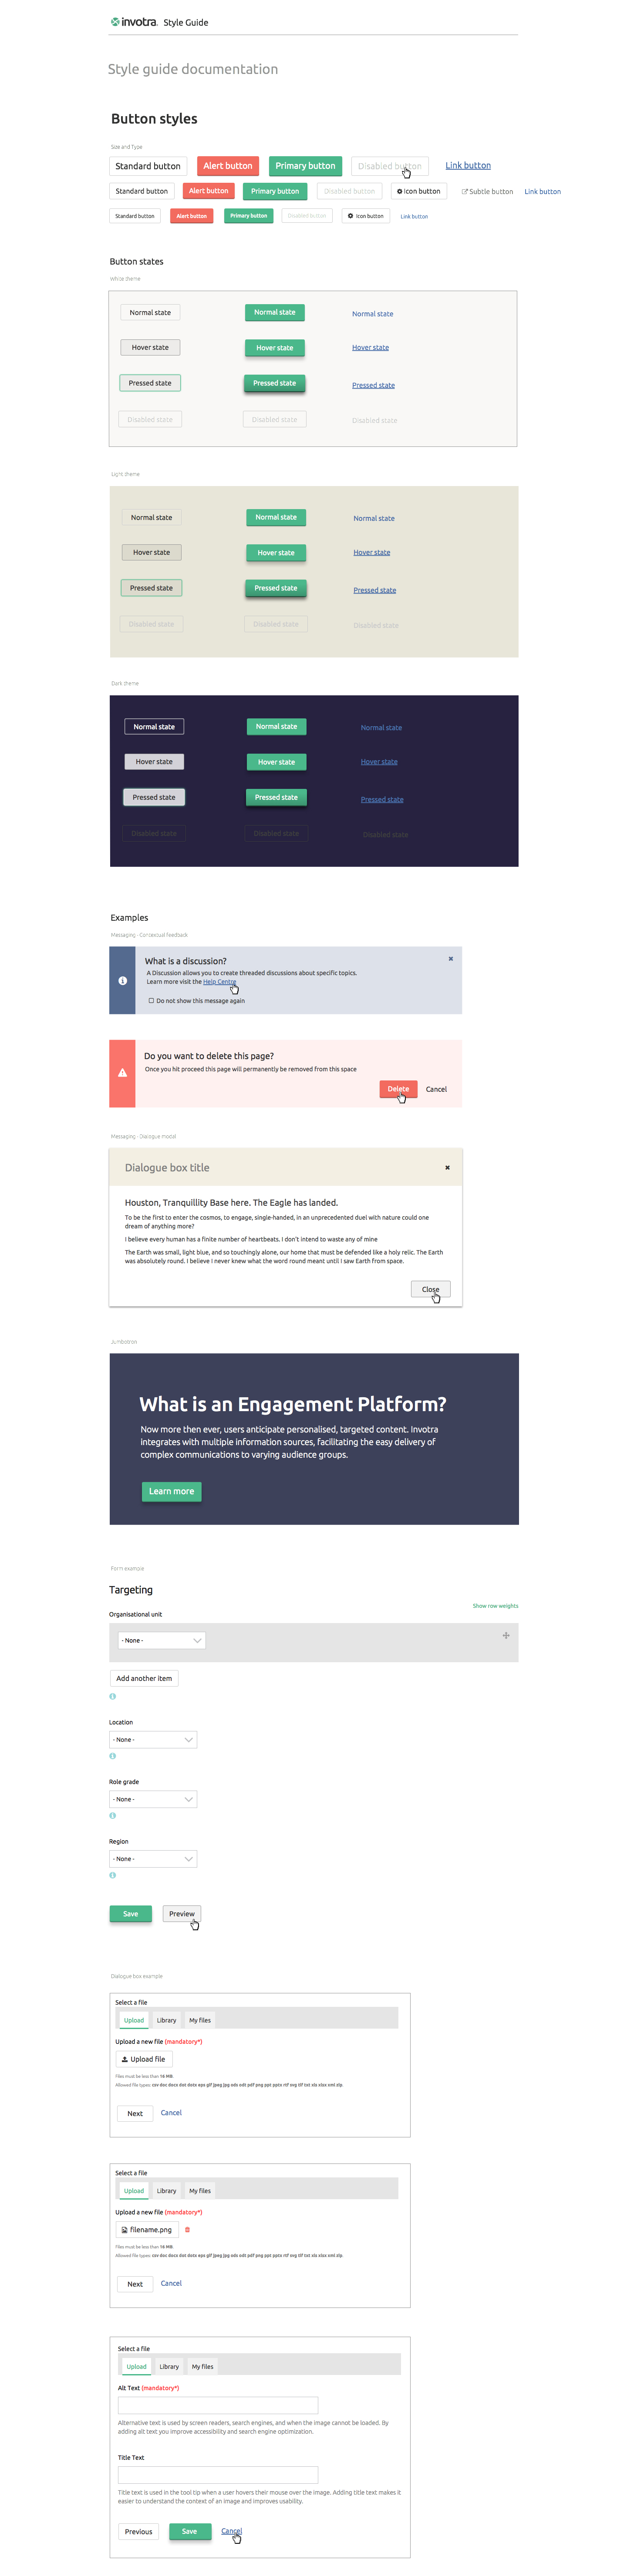 invotra. Style Guide
Style guide documentation
Button styles
Size and Type
Standard button Alert button Primary button Disabled button Link button
Standard button Alert button Primary button Disabled button Icon button Subtle button Link button
Standard button Alert button Primary button Disabled button Icon button Link button
Button states
White theme
Normal state Normal state Normal state
Hover state Hover state Hover state
Pressed state Pressed state Pressed state
Disabled state Disabled state Disabled state
Light theme
Normal state Normal state Normal state
Hover state Hover state Hover state
Pressed state Pressed state Pressed state
Disabled state Disabled state Disabled state
Dark theme
Normal state Normal state Normal state
Hover state Hover state Hover state
Pressed state Pressed state Pressed state
Disabled state Disabled state Disabled state
Examples
Messaging - Contextual feedback
What is a discussion?
A Discussion allows you to create threaded discussions about specific topics.
Learn more visit the Help Centre
Do not show this message again
Do you want to delete this page?
Once you hit proceed this page will permanently be removed from this space
Delete Cancel
Messaging - Dialogue modal
Dialogue box title
Houston, Tranquillity Base here. The Eagle has landed.
To be the first to enter the cosmos, to engage, single-handed, in an unprecedented duel with nature could one
dream of anything more?
I believe every human has a finite number of heartbeats. I don't intend to waste any of mine
The Earth was small, light blue, and so touchingly alone, our home that must be defended like a holy relic. The Earth
was absolutely round. I believe I never knew what the word round meant until I saw Earth from space.
Close
Jumbotron
What is an Engagement Platform?
Now more then ever, users anticipate personalised, targeted content. Invotra
integrates with multiple information sources, facilitating the easy delivery of
complex communications to varying audience groups.
Learn more
Form example
Targeting
Show row weights
Organisational unit
- None -
Add another item
Location
- None -
Role grade
- None -
Region
- None -
Save Preview
Dialogue box example
Select a file
Upload Library My files
Upload a new file (mandatory*)
Upload file
Files must be less than 16 MB.
Allowed file types: csv doc docx dot dotx eps gif jpeg jpg ods odt pdf png ppt pptx rtf svg tif txt xls xlsx xml zip.
Next Cancel
Select a file
Upload Library My files
Upload a new file (mandatory*)
filename.png
Files must be less than 16 MB.
Allowed file types: csv doc docx dot dotx eps gif jpeg jpg ods odt pdf png ppt pptx rtf svg tif txt xls xlsx xml zip.
Next Cancel
Select a file
Upload Library My files
Alt Text (mandatory*)
Alternative text is used by screen readers, search engines, and when the image cannot be loaded. By
adding alt text you improve accessibility and search engine optimization.
Title Text
Title text is used in the tool tip when a user hovers their mouse over the image. Adding title text makes it
easier to understand the context of an image and improves usability.
Previous Save Cancel